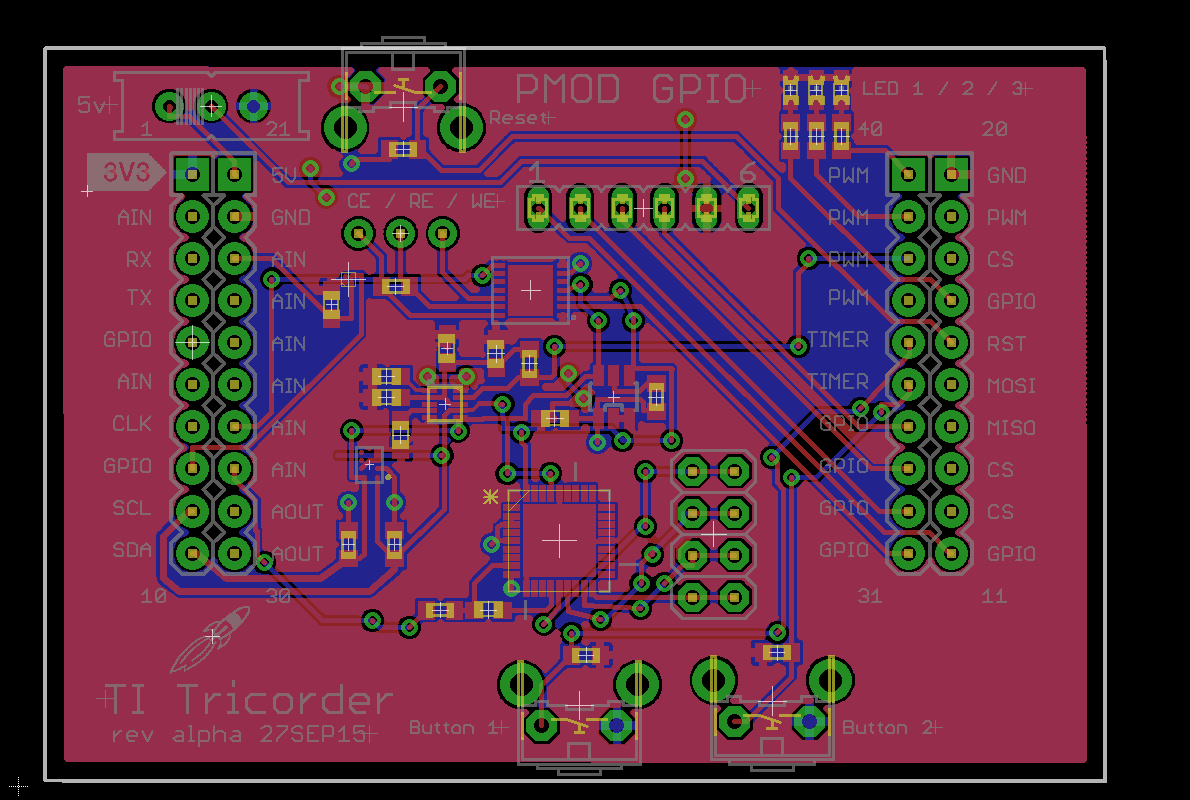 PMOD GPIO
LED 1 / 2 / 3
5v
Reset
1 21
40 20
3V3 5V
1 6
PWM GND
CE / RE / WE
AIN GND
PWM PWM
RX AIN
PWM CS
TX AIN
PWM GPIO
GPIO AIN
TIMER RST
AIN AIN
TIMER MOSI
CLK AIN
GPIO MISO
GPIO AIN
GPIO CS
SCL AOUT
GPIO CS
SDA AOUT
GPIO GPIO
10 30
31 11
TI Tricorder
rev alpha 27SEP15
Button 1
Button 2